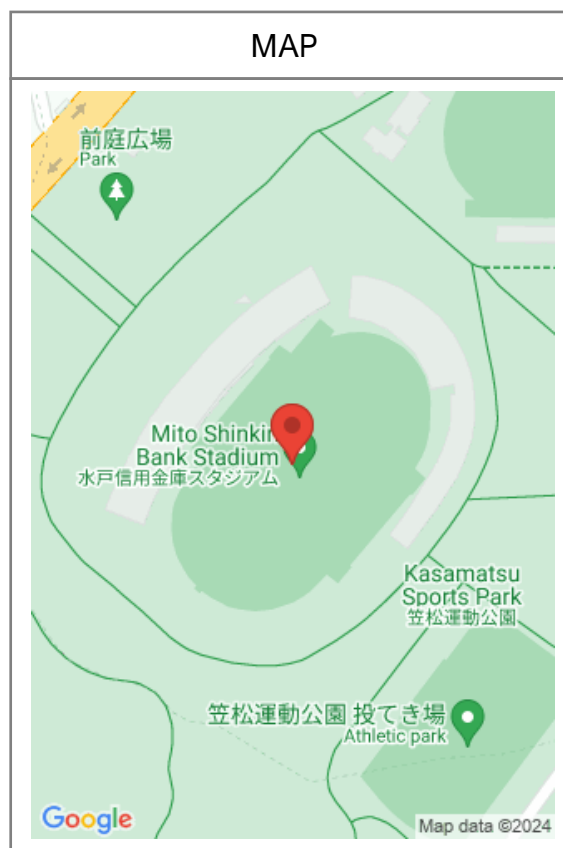 MAP
前庭広場
Park
Mito Shinkin
Bank Stadium
水戸信用金庫スタジアム
Kasamatsu
Sports Park
笠松運動公園
笠松運動公園 投てき場
Athletic park
Google
Map data ©2024